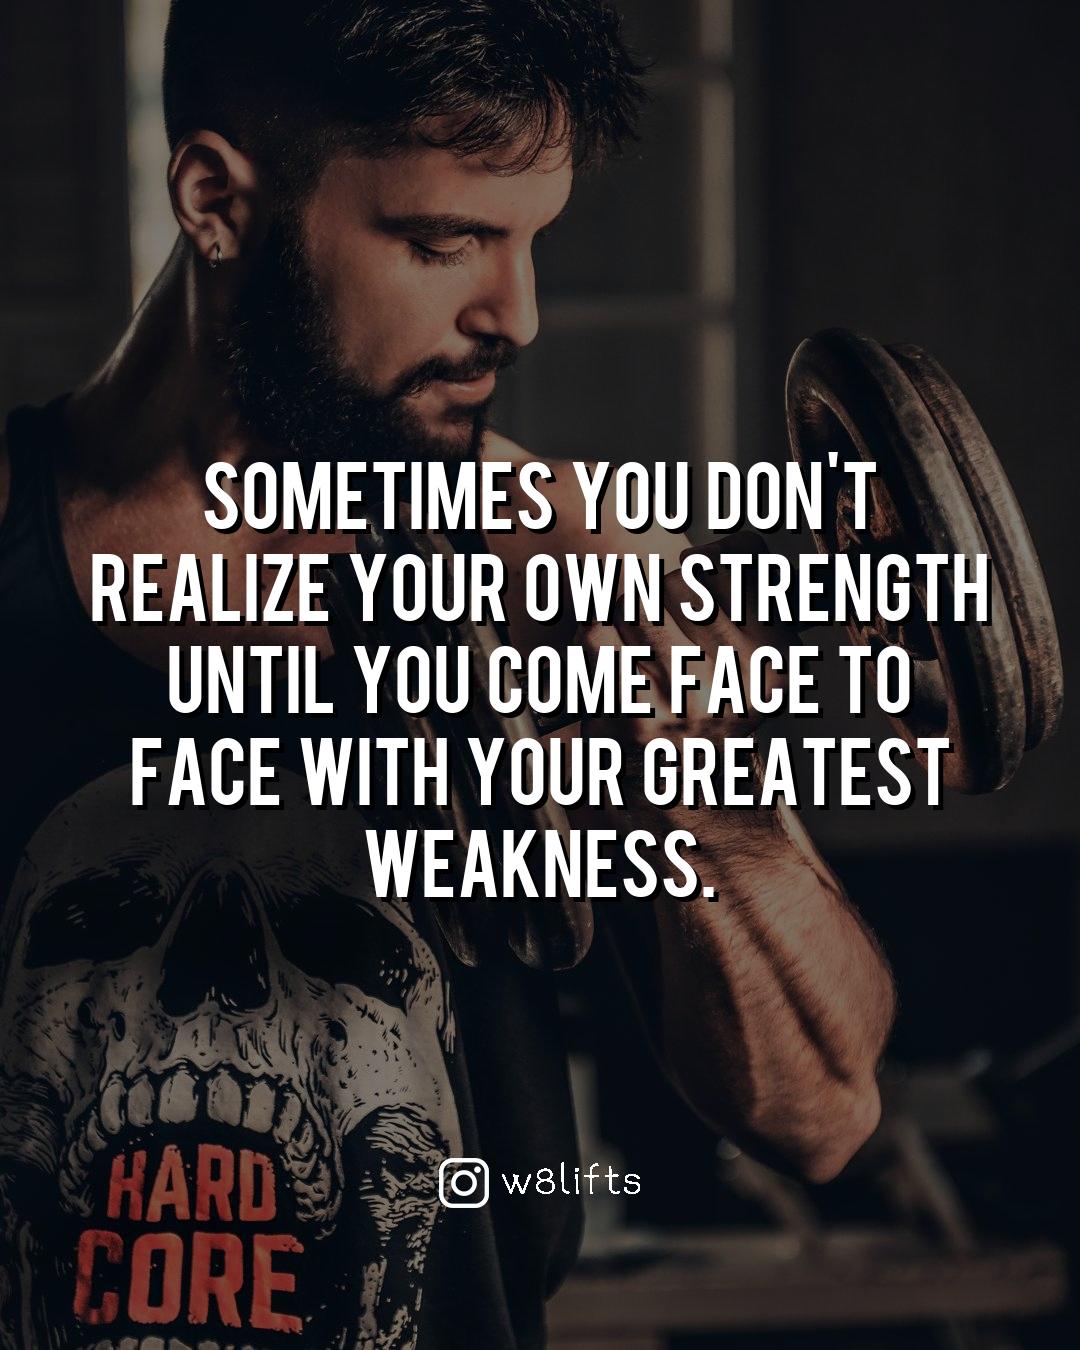 SOMETIMES YOU DON'T
REALIZE YOUR OWN STRENGTH
UNTIL YOU COME FACE TO
FACE WITH YOUR GREATEST
WEAKNESS.
w8lifts
HARD
CORE